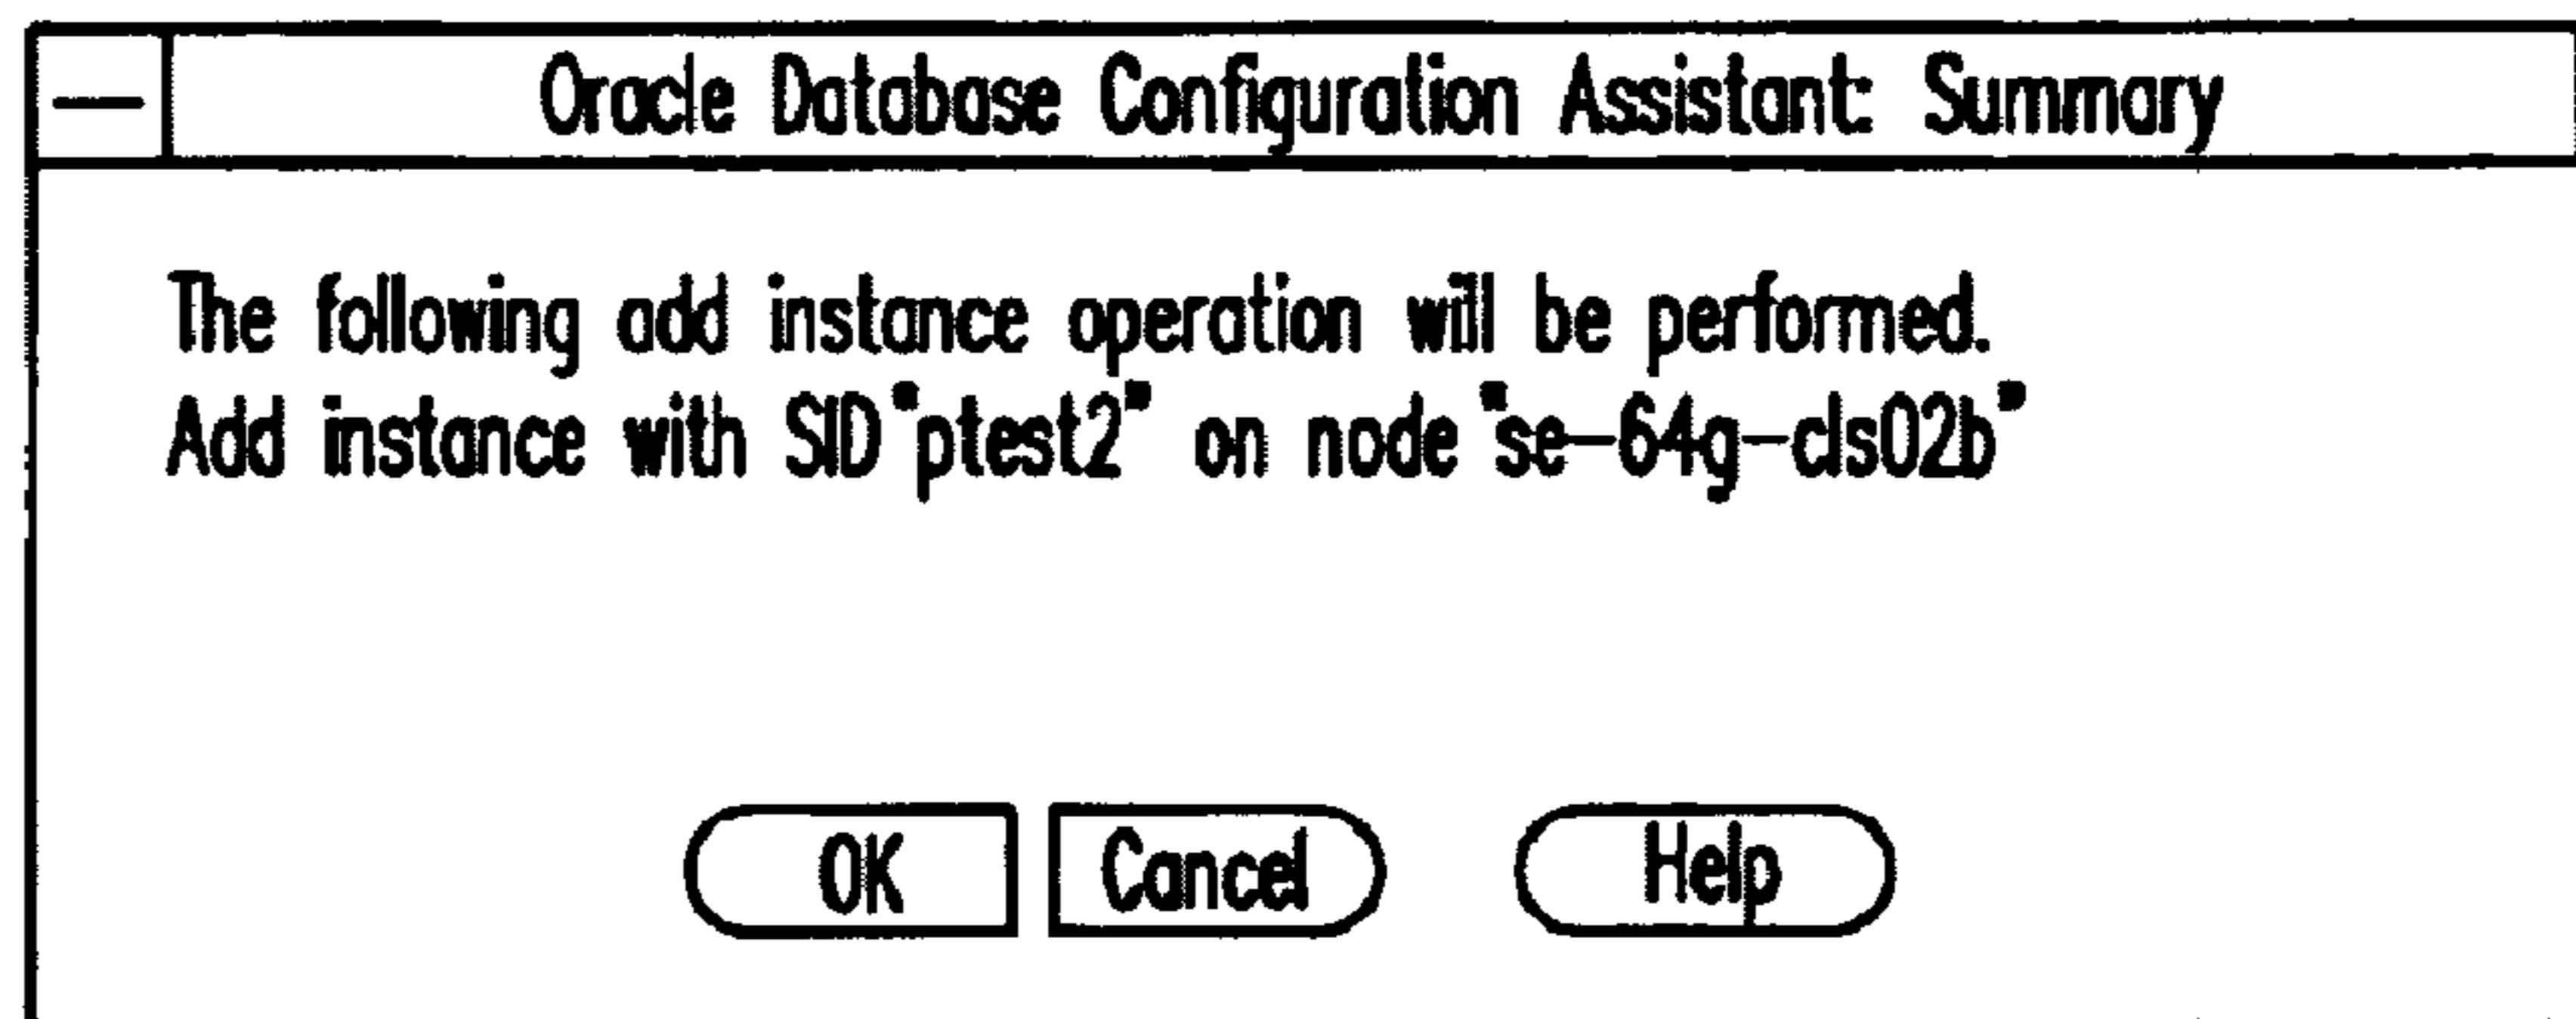 Oracle Database Configuration Assistant: Summary
The following add instance operation will be performed.
Add instance with SID "ptest2" on node "se-64g-cls02b"
OK Cancel Help